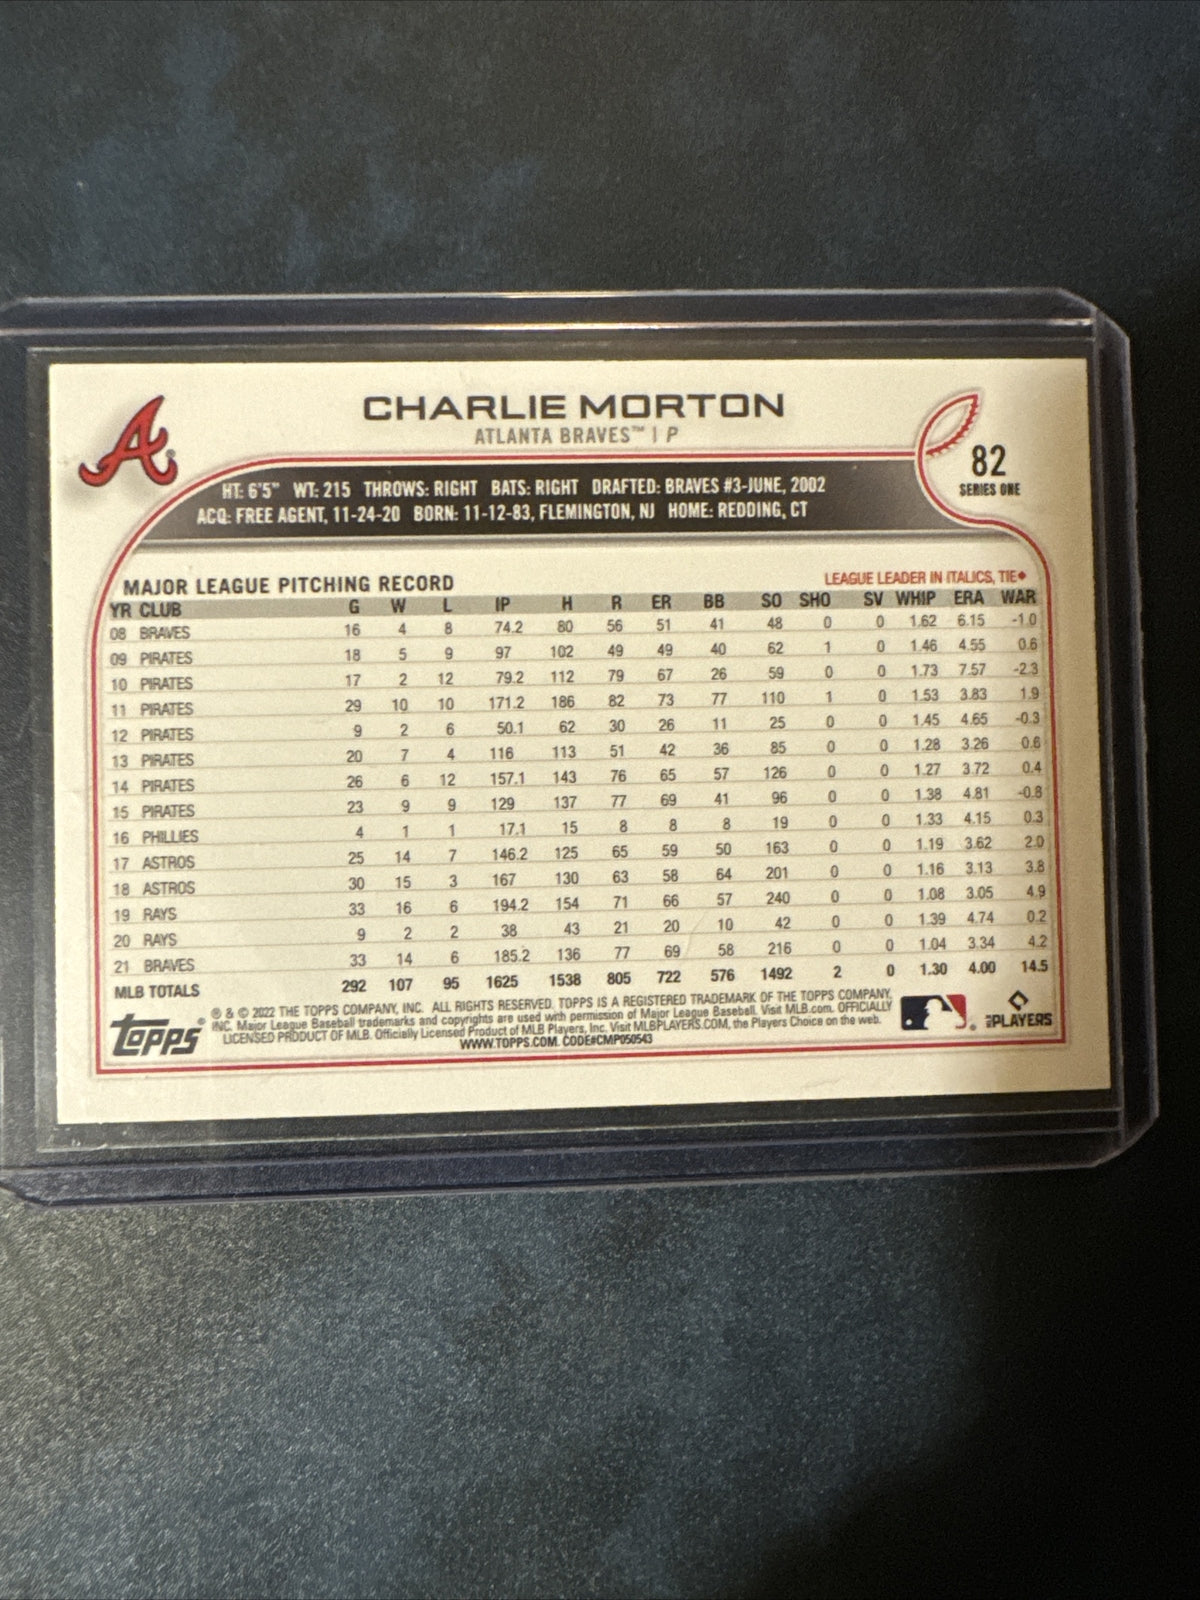 CHARLIE MORTON
ATLANTA BRAVES™ | P
82
SERIES ONE
HT: 6'5" WT: 215 THROWS: RIGHT BATS: RIGHT DRAFTED: BRAVES #3-JUNE, 2002
ACQ: FREE AGENT, 11-24-20 BORN: 11-12-83, FLEMINGTON, NJ HOME: REDDING, CT
MAJOR LEAGUE PITCHING RECORD LEAGUE LEADER IN ITALICS, TIE♦
YR CLUB G W L IP H R ER BB SO SHO SV WHIP ERA WAR
08 BRAVES 16 4 8 74.2 80 56 51 41 48 0 0 1.62 6.15 -1.0
09 PIRATES 18 5 9 97 102 49 49 40 62 1 0 1.46 4.55 0.6
10 PIRATES 17 2 12 79.2 112 79 67 26 59 0 0 1.73 7.57 -2.3
11 PIRATES 29 10 10 171.2 186 82 73 77 110 1 0 1.53 3.83 1.9
12 PIRATES 9 2 6 50.1 62 30 26 11 25 0 0 1.45 4.65 -0.3
13 PIRATES 20 7 4 116 113 51 42 36 85 0 0 1.28 3.26 0.6
14 PIRATES 26 6 12 157.1 143 76 65 57 126 0 0 1.27 3.72 0.4
15 PIRATES 23 9 9 129 137 77 69 41 96 0 0 1.38 4.81 -0.8
16 PHILLIES 4 1 1 17.1 15 8 8 8 19 0 0 1.33 4.15 0.3
17 ASTROS 25 14 7 146.2 125 65 59 50 163 0 0 1.19 3.62 2.0
18 ASTROS 30 15 3 167 130 63 58 64 201 0 0 1.16 3.13 3.8
19 RAYS 33 16 6 194.2 154 71 66 57 240 0 0 1.08 3.05 4.9
20 RAYS 9 2 2 38 43 21 20 10 42 0 0 1.39 4.74 0.2
21 BRAVES 33 14 6 185.2 136 77 69 58 216 0 0 1.04 3.34 4.2
MLB TOTALS 292 107 95 1625 1538 805 722 576 1492 2 0 1.30 4.00 14.5
Topps®
® & © 2022 THE TOPPS COMPANY, INC. ALL RIGHTS RESERVED. TOPPS IS A REGISTERED TRADEMARK OF THE TOPPS COMPANY,
INC. Major League Baseball trademarks and copyrights are used with permission of Major League Baseball. Visit MLB.com. OFFICIALLY
LICENSED PRODUCT OF MLB. Officially Licensed Product of MLB Players, Inc. Visit MLBPLAYERS.COM, the Players Choice on the web.
WWW.TOPPS.COM. CODE#CMP050543
MLB PLAYERS